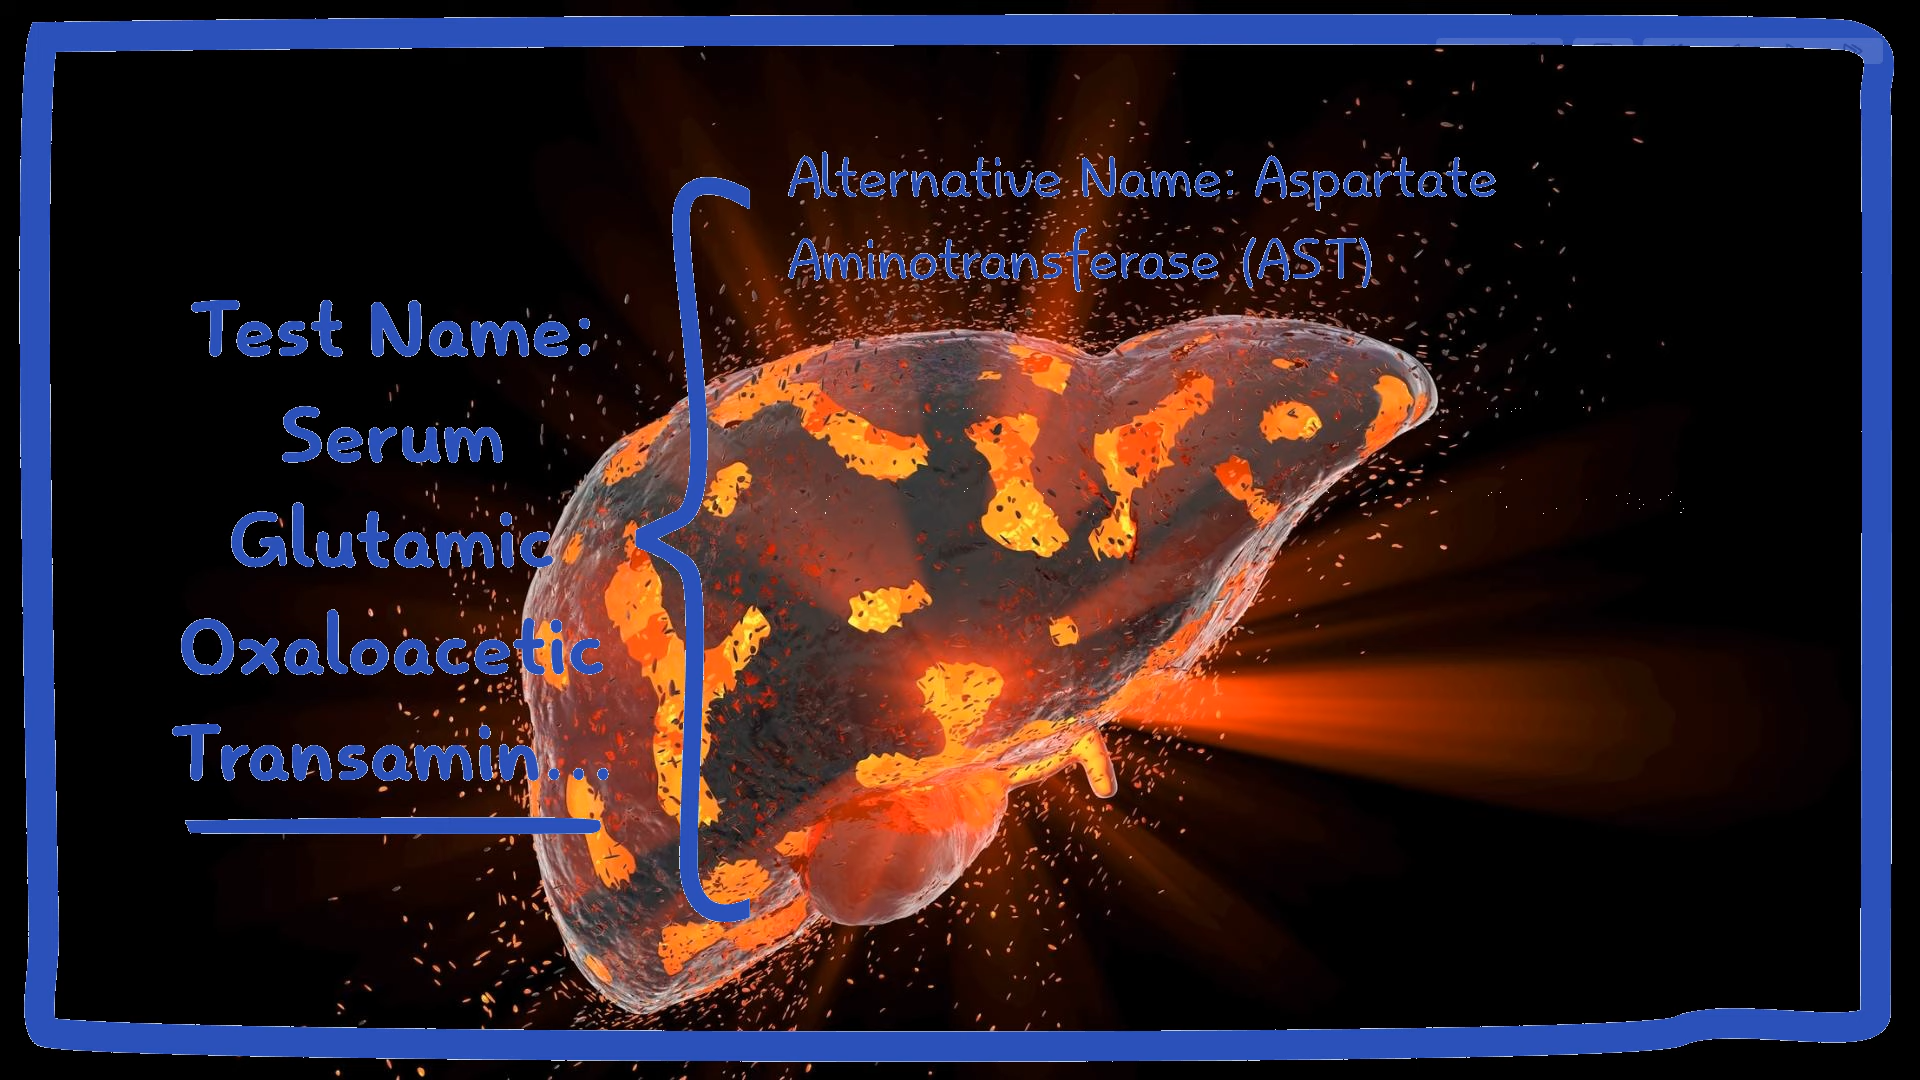 Test Name:
Serum
Glutamic
Oxaloacetic
Transamin...
Alternative Name: Aspartate
Aminotransferase (AST)